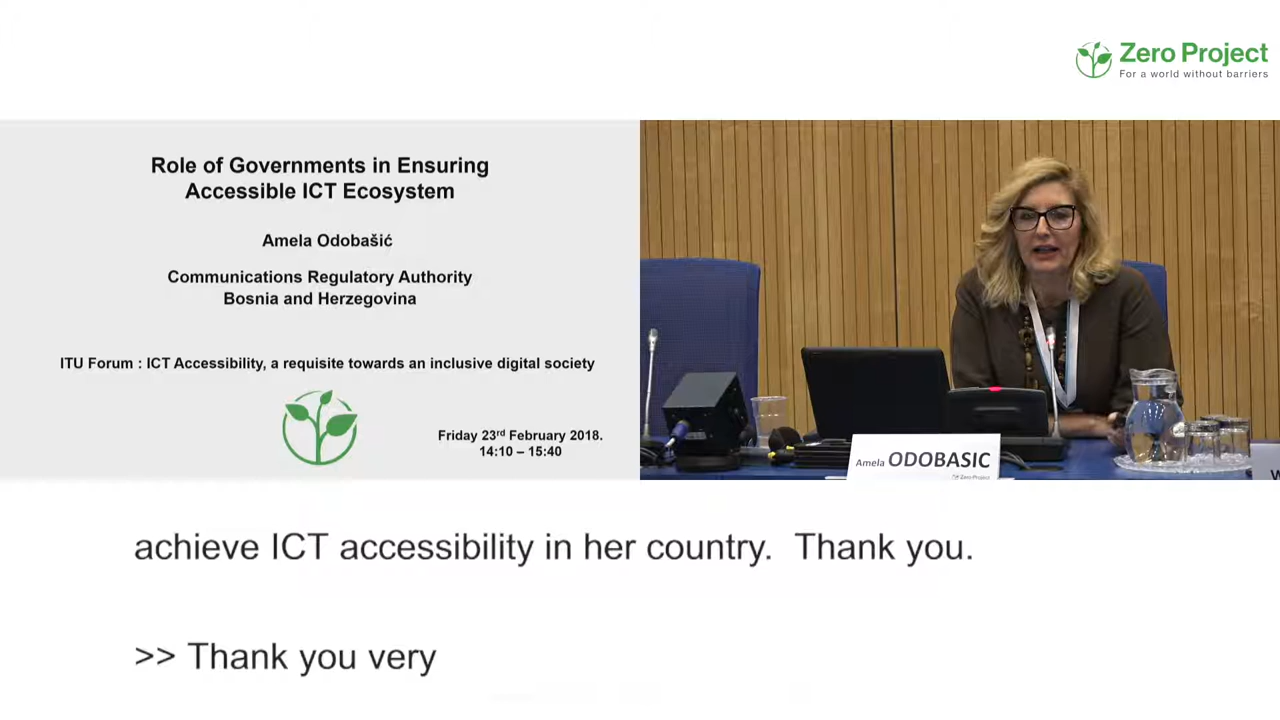 Zero Project
For a world without barriers
Role of Governments in Ensuring
Accessible ICT Ecosystem
Amela Odobašić
Communications Regulatory Authority
Bosnia and Herzegovina
ITU Forum : ICT Accessibility, a requisite towards an inclusive digital society
Friday 23rd February 2018.
14:10 – 15:40
Amela ODOBASIC
Zero Project
W
achieve ICT accessibility in her country.  Thank you.
>> Thank you very